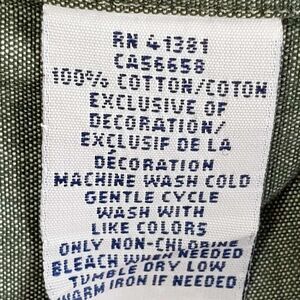 RN 41381
CA56658
100% COTTON/COTON
EXCLUSIVE OF
DECORATION/
EXCLUSIF DE LA
DÉCORATION
MACHINE WASH COLD
GENTLE CYCLE
WASH WITH
LIKE COLORS
ONLY NON-CHLORINE
BLEACH WHEN NEEDED
TUMBLE DRY LOW
WARM IRON IF NEEDED